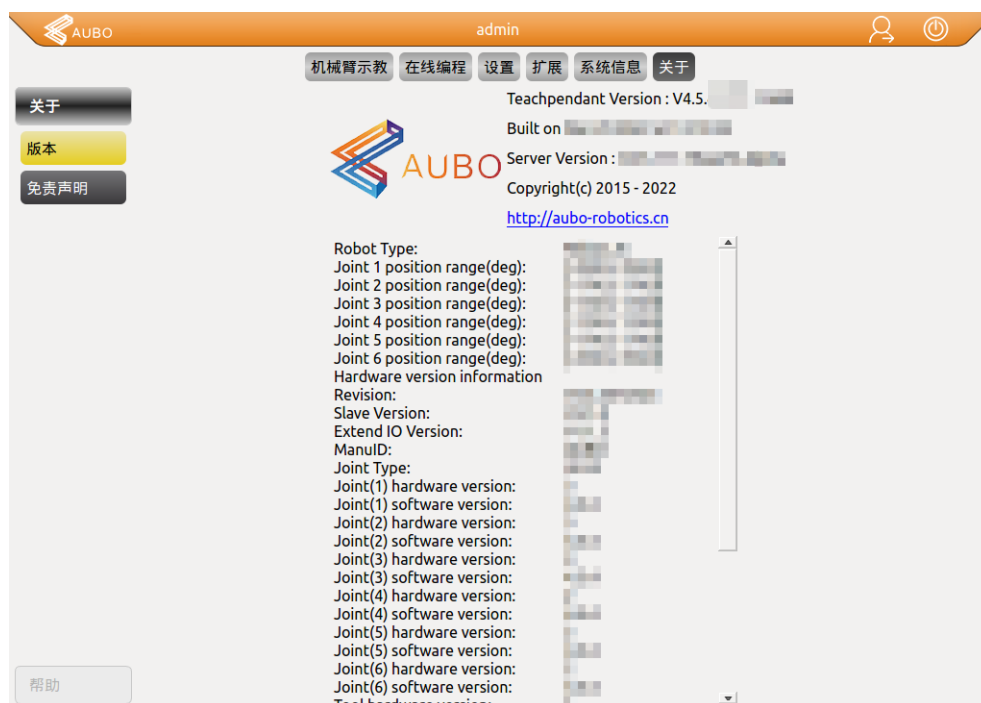 AUBO
admin
机械臂示教 在线编程 设置 扩展 系统信息 关于
关于
版本
免责声明
帮助
AUBO
Teachpendant Version : V4.5.
Built on
Server Version :
Copyright(c) 2015 - 2022
http://aubo-robotics.cn
Robot Type:
Joint 1 position range(deg):
Joint 2 position range(deg):
Joint 3 position range(deg):
Joint 4 position range(deg):
Joint 5 position range(deg):
Joint 6 position range(deg):
Hardware version information
Revision:
Slave Version:
Extend IO Version:
ManuID:
Joint Type:
Joint(1) hardware version:
Joint(1) software version:
Joint(2) hardware version:
Joint(2) software version:
Joint(3) hardware version:
Joint(3) software version:
Joint(4) hardware version:
Joint(4) software version:
Joint(5) hardware version:
Joint(5) software version:
Joint(6) hardware version:
Joint(6) software version: